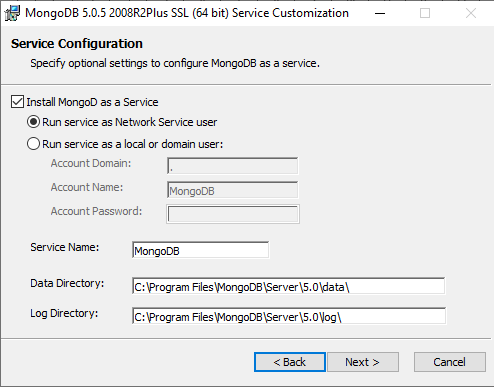 MongoDB 5.0.5 2008R2Plus SSL (64 bit) Service Customization
Service Configuration
Specify optional settings to configure MongoDB as a service.
Install MongoD as a Service
Run service as Network Service user
Run service as a local or domain user:
Account Domain: .
Account Name: MongoDB
Account Password:
Service Name: MongoDB
Data Directory: C:\Program Files\MongoDB\Server\5.0\data\
Log Directory: C:\Program Files\MongoDB\Server\5.0\log\
< Back Next > Cancel